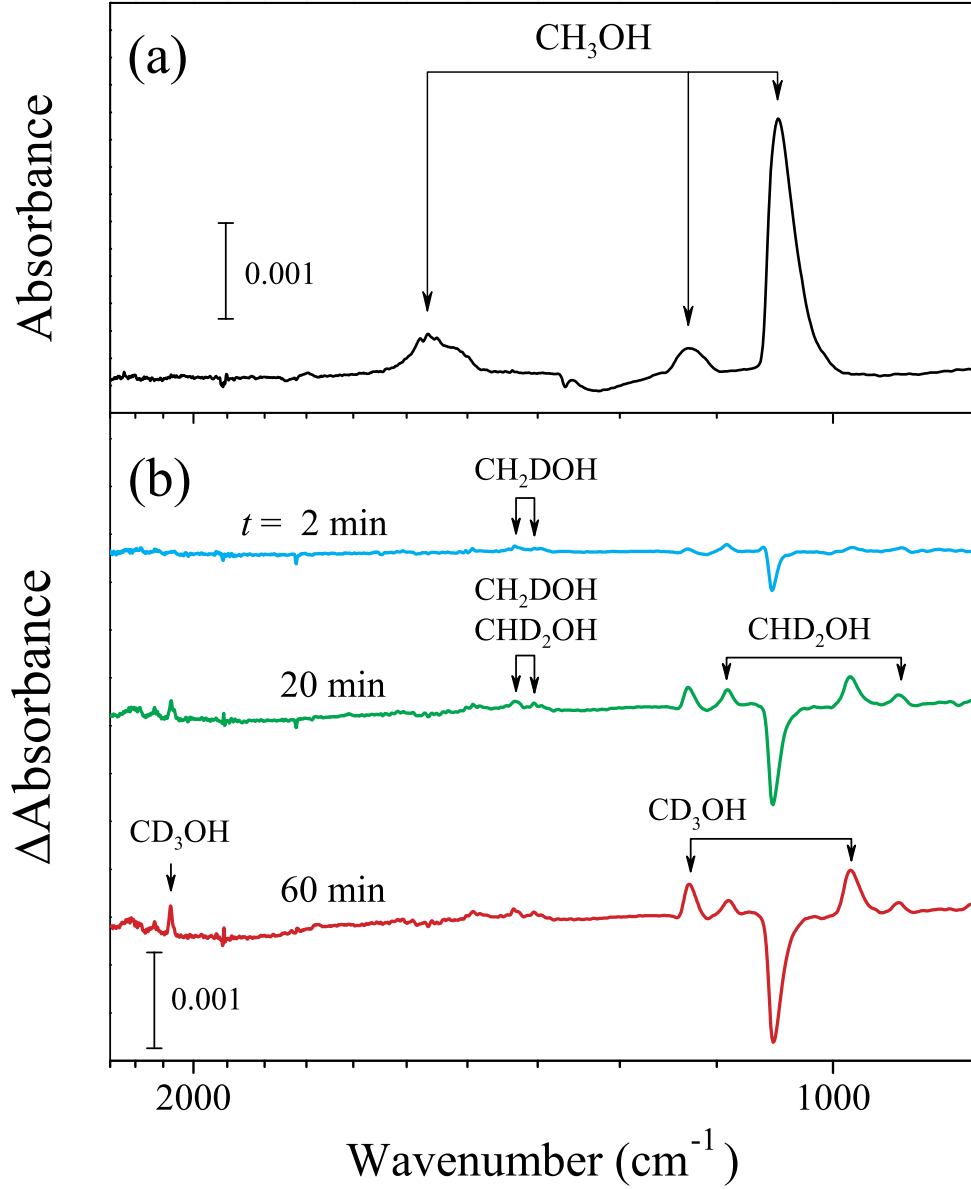 (a)
CH₃OH
Absorbance
0.001
(b)
CH₂DOH
t = 2 min
CH₂DOH
CHD₂OH
CHD₂OH
20 min
ΔAbsorbance
CD₃OH
CD₃OH
60 min
0.001
2000 1000
Wavenumber (cm⁻¹)